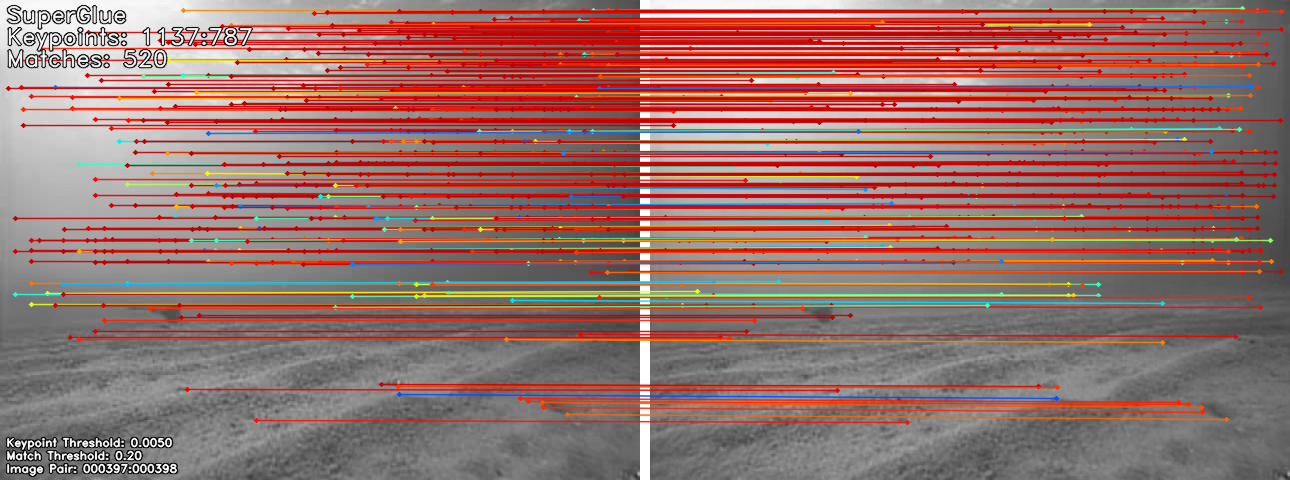 SuperGlue
Keypoints: 1137:787
Matches: 520
Keypoint Threshold: 0.0050
Match Threshold: 0.20
Image Pair: 000397:000398